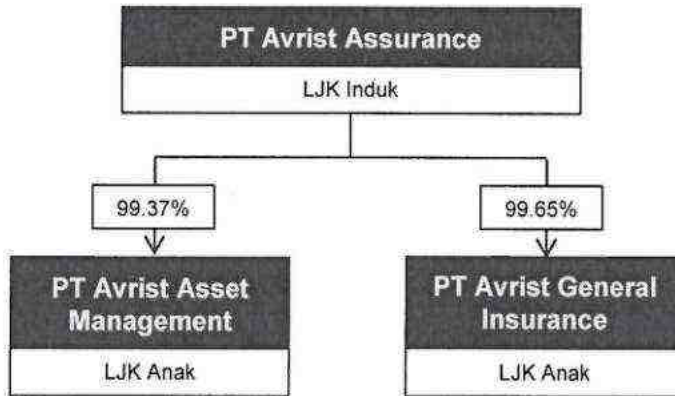 PT Avrist Assurance
LJK Induk
99.37%
99.65%
PT Avrist Asset
Management
LJK Anak
PT Avrist General
Insurance
LJK Anak